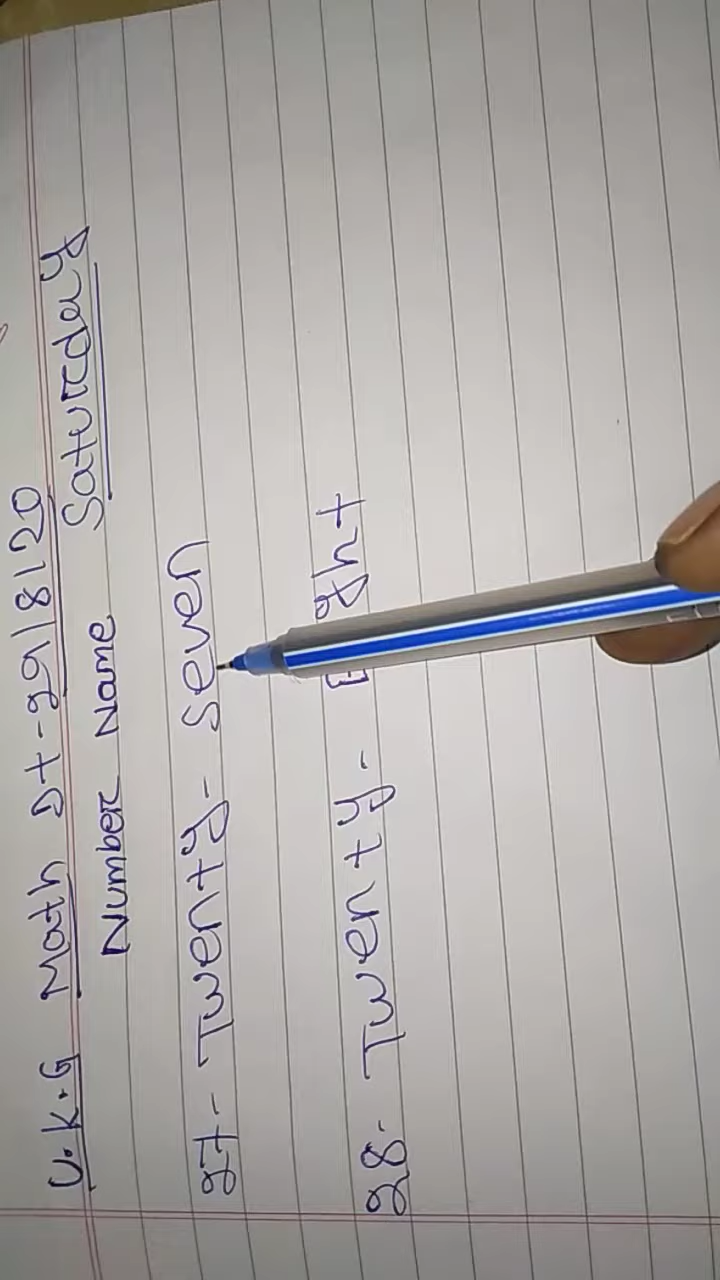 U.K.G Math Dt-29/8/20
Saturday
Number Name
27- Twenty- Seven
28- Twenty-